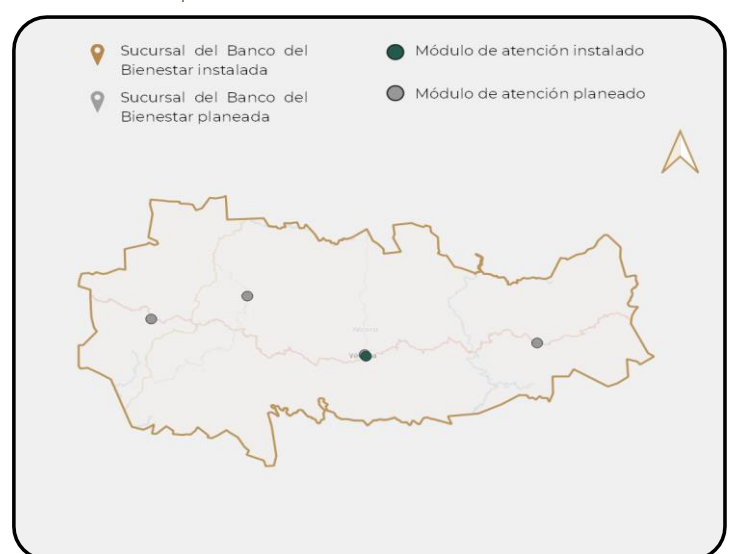 Sucursal del Banco del
Bienestar instalada
Sucursal del Banco del
Bienestar planeada
Módulo de atención instalado
Módulo de atención planeado